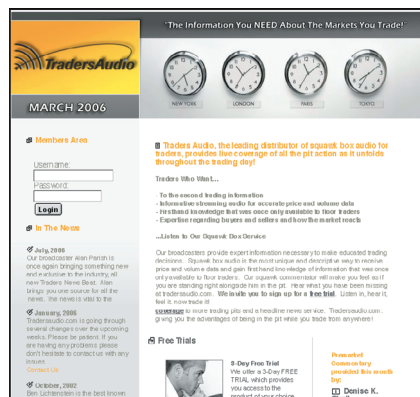 "The Information You NEED About The Markets You Trade!"
TradersAudio
NEW YORK
LONDON
PARIS
TOKYO
MARCH 2006
Members Area
Username:
Password:
Login
In The News
July, 2006
Our broadcaster Alan Parish is
once again bringing something new
and exclusive to the industry, all
new Traders News Beat. Alan
brings you one source for all the
news. The news is vital to the
January, 2006
Tradersaudio.com is going through
several changes over the upcoming
weeks. Please be patient. If you
are having any problems please
don't hesitate to contact us with any
issues.
Contact Us
October, 2002
Ben Lichtenstein is the best known
Traders Audio, the leading distributor of squawk box audio for
traders, provides live coverage of all the pit action as it unfolds
throughout the trading day!
Traders Who Want...
- To the second trading information
- Informative streaming audio for accurate price and volume data
- Firsthand knowledge that was once only available to floor traders
- Expertise regarding buyers and sellers and how the market reacts
...Listen to Our Squawk Box Service
Our broadcasters provide expert information necessary to make educated trading
decisions. Squawk box audio is the most unique and descriptive way to receive
price and volume data and gain first hand knowledge of information that was once
only available to floor traders. Our squawk commentator will make you feel as if
you are standing right alongside him in the pit. Hear what you have been missing
at tradersaudio.com. We invite you to sign up for a free trial. Listen in, hear it,
feel it, now trade it!
coverage to more trading pits and a headline news service. Tradersaudio.com...
giving you the advantages of being in the pit while you trade from anywhere!
Free Trials
3-Day Free Trial
We offer a 3-Day FREE
TRIAL which provides
you access to the
product of your choice
Premarket
Commentary
provided this month
by:
Denise K.